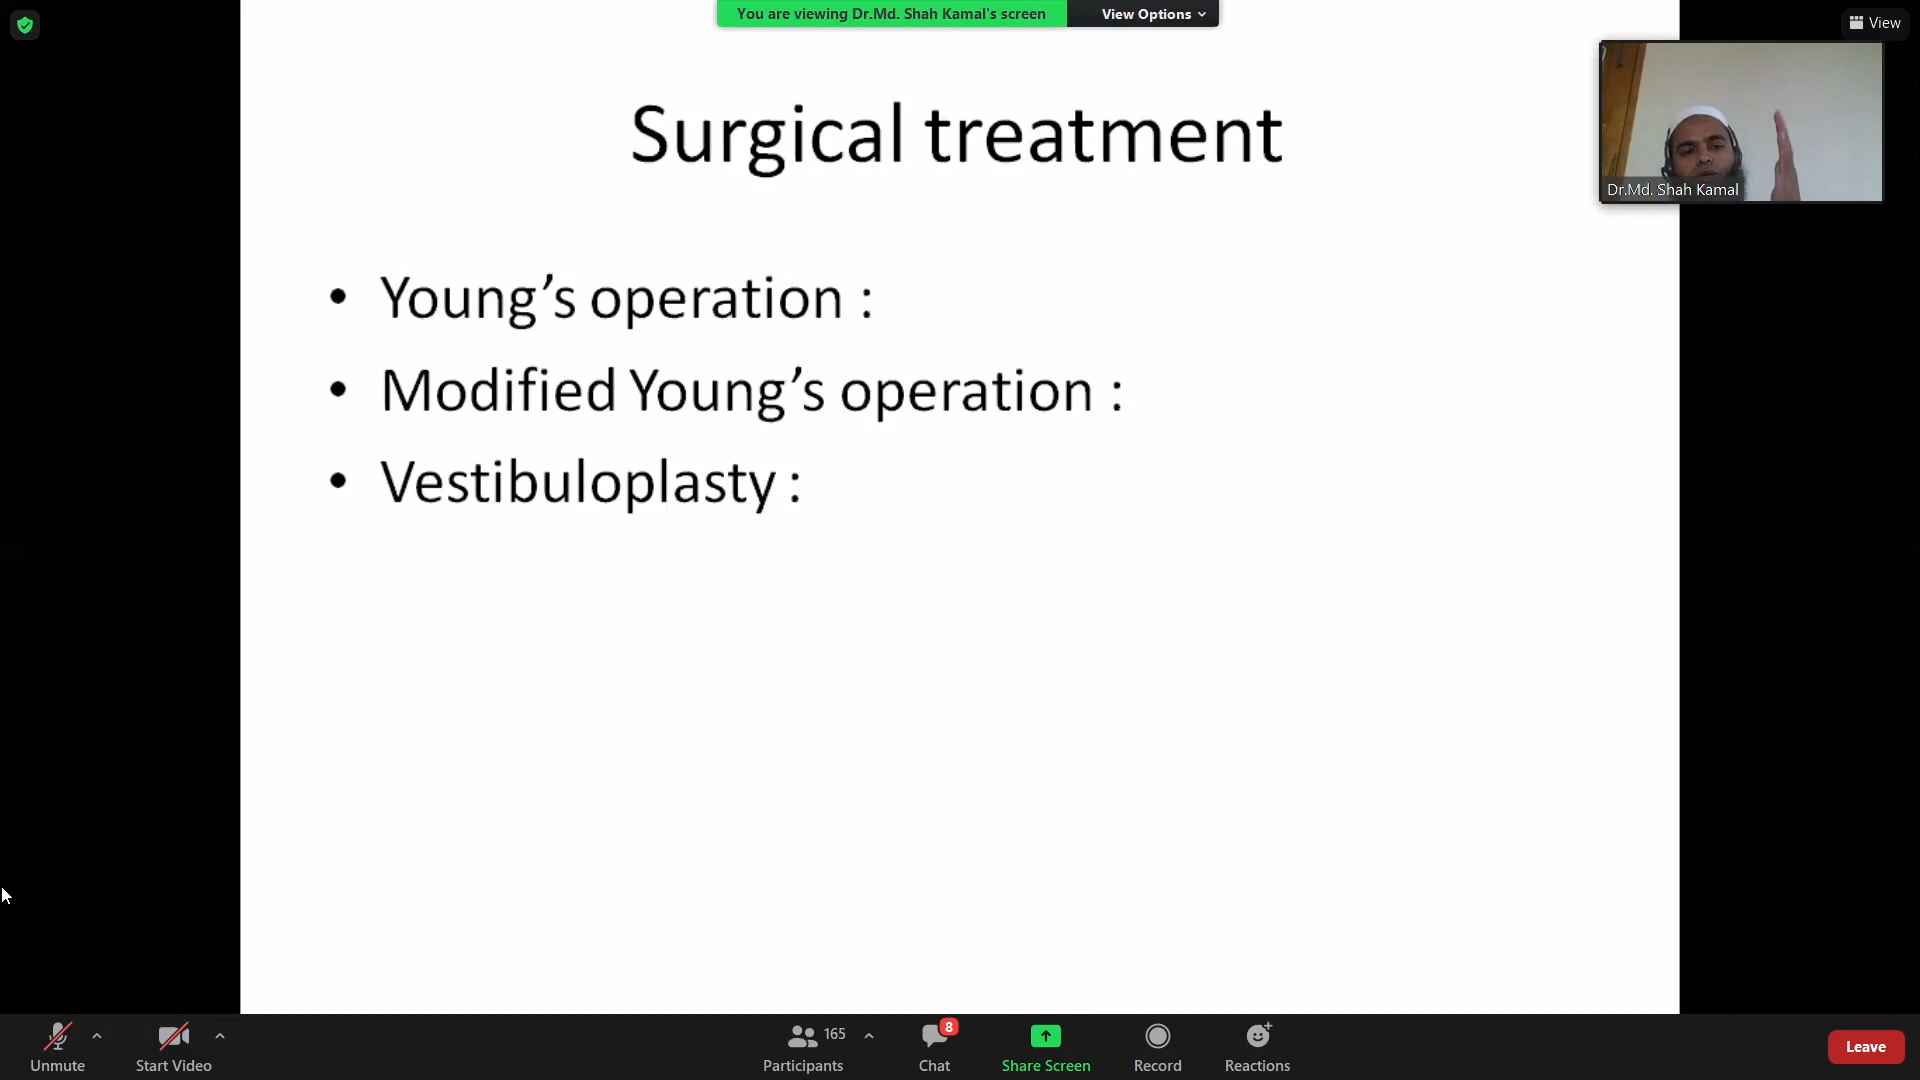 You are viewing Dr.Md. Shah Kamal's screen
View Options
View
Dr.Md. Shah Kamal
Surgical treatment
• Young’s operation :
• Modified Young’s operation :
• Vestibuloplasty :
Unmute
Start Video
165
Participants
8
Chat
Share Screen
Record
Reactions
Leave